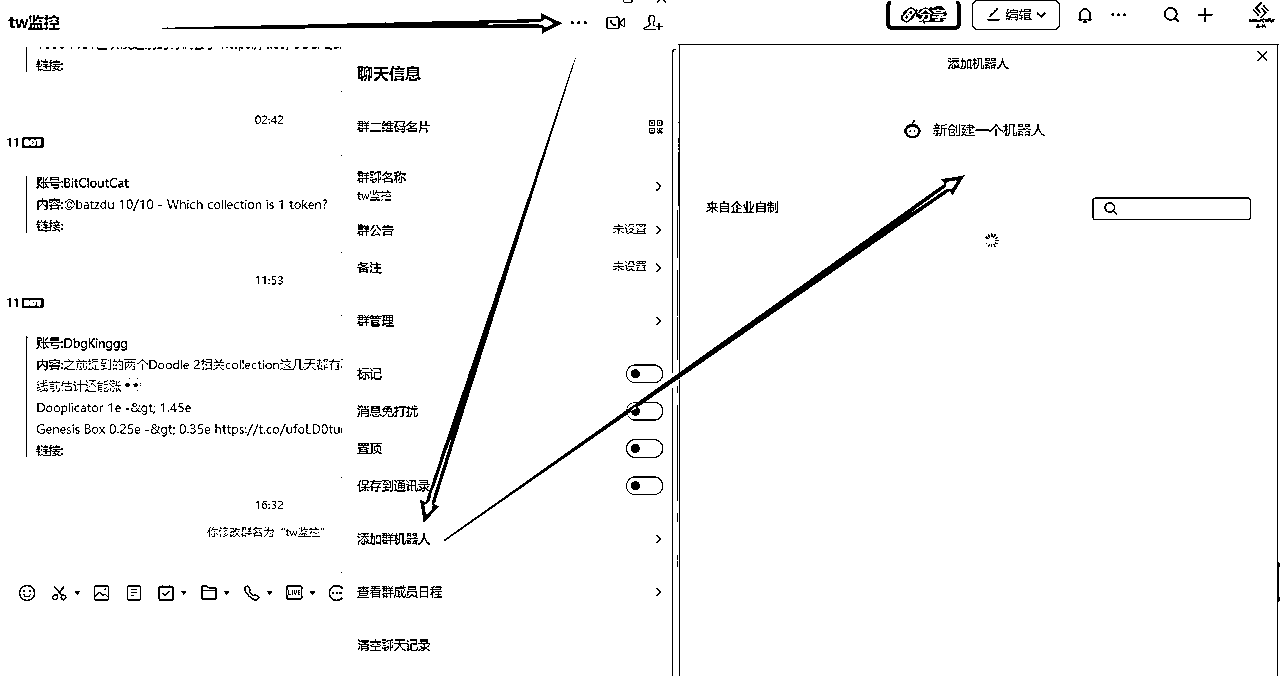 tw监控
链接:
02:42
11 BOT
账号:BitCloutCat
内容:@batzdu 10/10 - Which collection is 1 token?
链接:
11:53
11 BOT
账号:DbgKinggg
内容:之前提到的两个Doodle 2相关collection这几天都在
线前估计还能涨 👀
Dooplicator 1e -&gt; 1.45e
Genesis Box 0.25e -&gt; 0.35e https://t.co/ufoLD0tu
链接:
16:32
你修改群名为“tw监控”
LIVE
聊天信息
群二维码名片
群聊名称
tw监控
群公告 未设置
备注 未设置
群管理
标记
消息免打扰
置顶
保存到通讯录
添加群机器人
查看群成员日程
清空聊天记录
分享
编辑
添加机器人
新创建一个机器人
来自企业自制